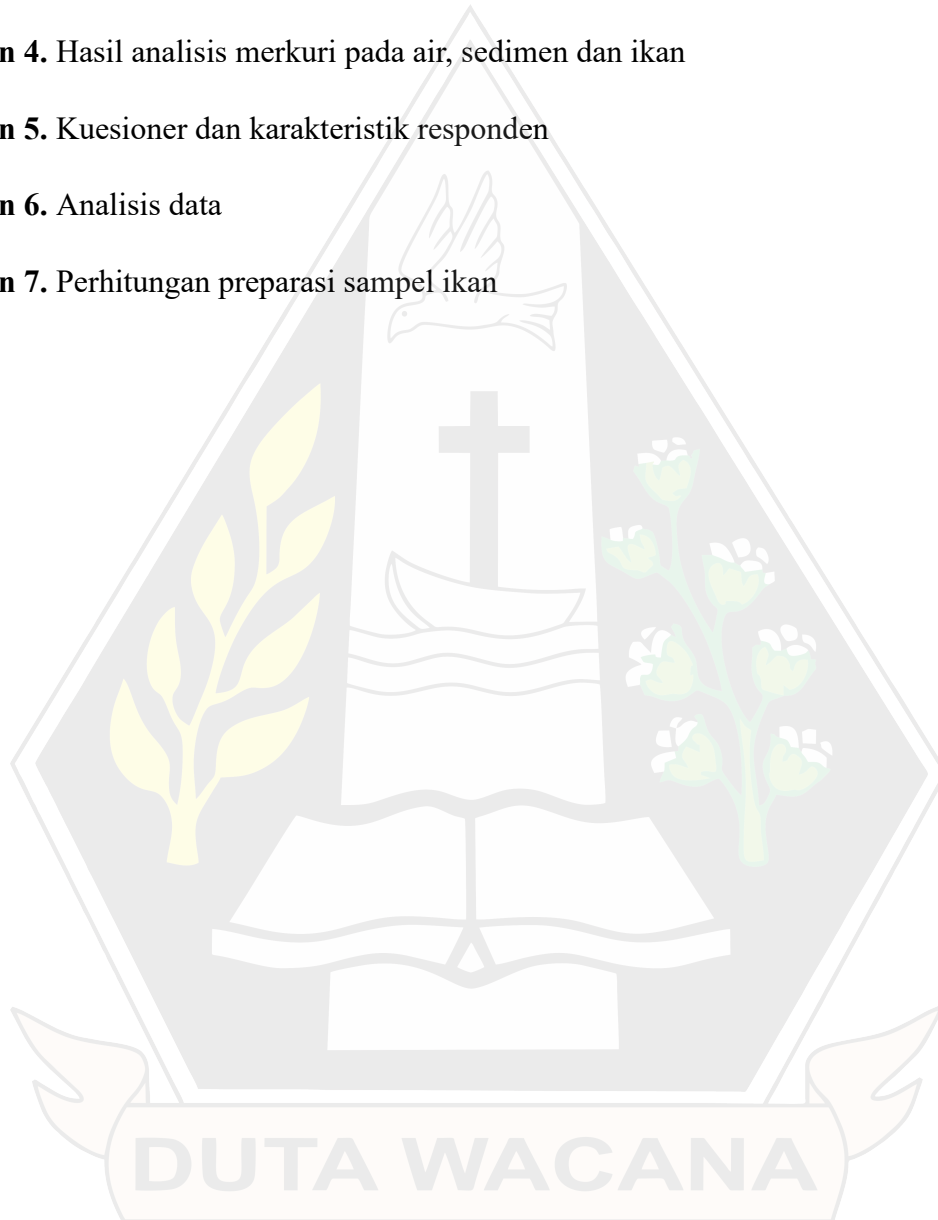 n 4. Hasil analisis merkuri pada air, sedimen dan ikan
n 5. Kuesioner dan karakteristik responden
n 6. Analisis data
n 7. Perhitungan preparasi sampel ikan
DUTA WACANA